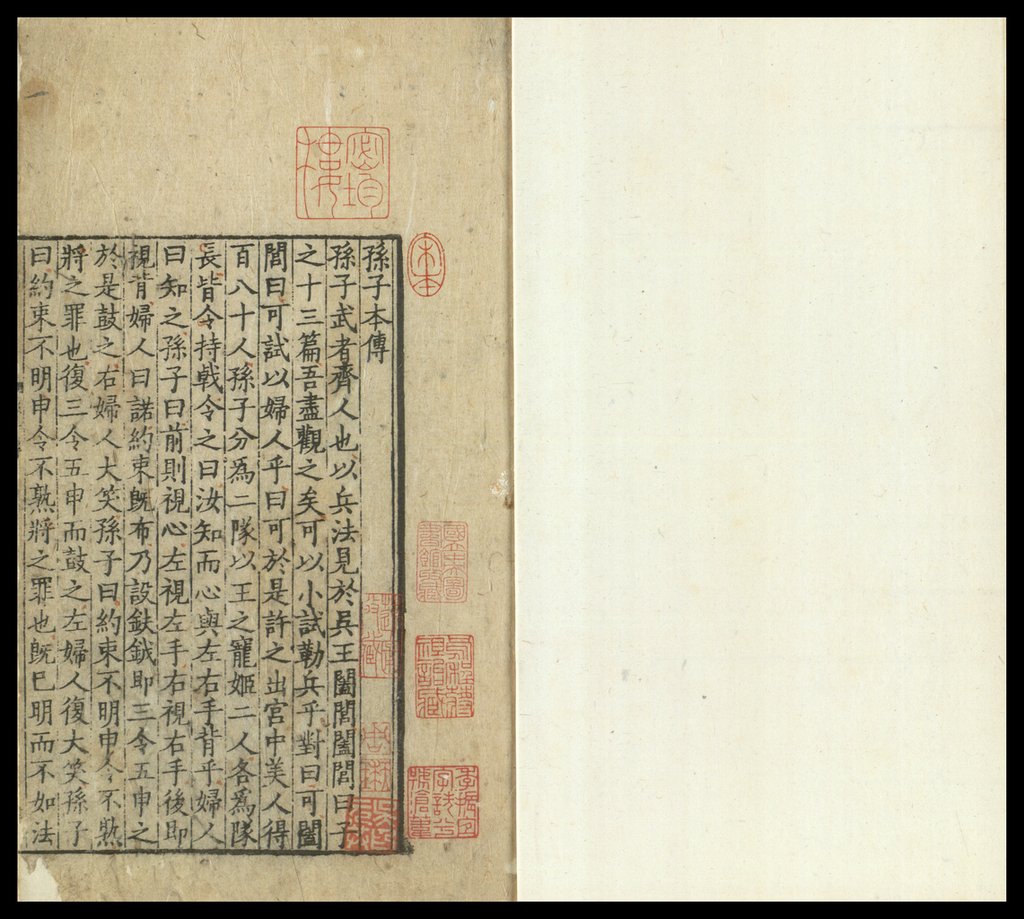 孫子本傳
孫子武者齊人也以兵法見於吳王闔閭闔閭曰子
之十三篇吾盡觀之矣可以小試勒兵乎對曰可闔
閭曰可試以婦人乎曰可於是許之出宮中美人得
百八十人孫子分爲二隊以王之寵姬二人各爲隊
長皆令持戟令之曰汝知而心與左右手背乎婦人
曰知之孫子曰前則視心左視左手右視右手後即
視背婦人曰諾約束旣布乃設鈇鉞即三令五申之
於是鼓之右婦人大笑孫子曰約束不明申令不熟
將之罪也復三令五申而鼓之左婦人復大笑孫子
曰約束不明申令不熟將之罪也旣已明而不如法
宋本